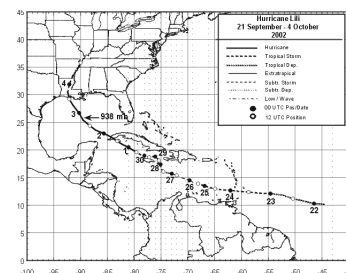 Hurricane Lili
21 September - 4 October
2002
Hurricane
Tropical Storm
Tropical Dep.
Extratropical
Subtr. Storm
Subtr. Dep.
Low / Wave
00 UTC Pos/Date
12 UTC Position
45
40
35
30
25
20
15
10
5
0
4
3
938 mb
2
1
30 29
28
27
26
25
24
23
22
-100 -95 -90 -85 -80 -75 -70 -65 -60 -55 -50 -45